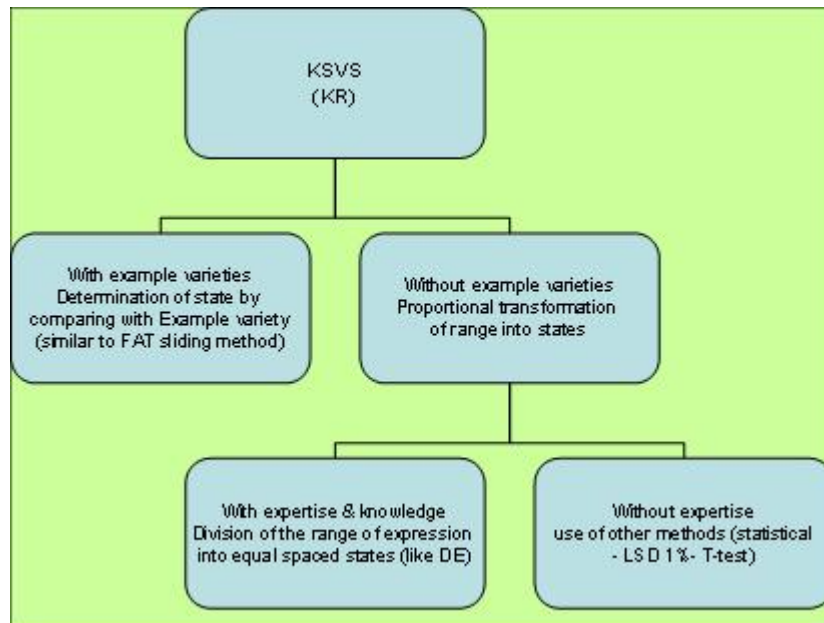 KSVS
(KR)
With example varieties
Determination of state by
comparing with Example variety
(similar to FAT sliding method)
Without example varieties
Proportional transformation
of range into states
With expertise & knowledge
Division of the range of expression
into equal spaced states (like DE)
Without expertise
use of other methods (statistical
- LSD 1%- T-test)